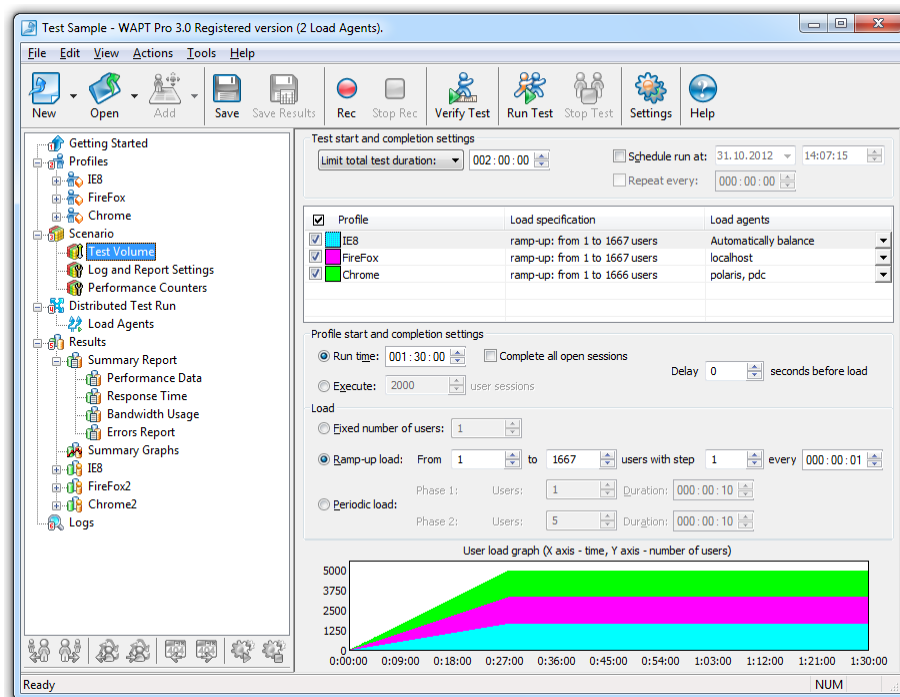 Test Sample - WAPT Pro 3.0 Registered version (2 Load Agents).
File Edit View Actions Tools Help
New Open Add Save Save Results Rec Stop Rec Verify Test Run Test Stop Test Settings Help
Getting Started
Profiles
IE8
FireFox
Chrome
Scenario
Test Volume
Log and Report Settings
Performance Counters
Distributed Test Run
Load Agents
Results
Summary Report
Performance Data
Response Time
Bandwidth Usage
Errors Report
Summary Graphs
IE8
FireFox2
Chrome2
Logs
Test start and completion settings
Limit total test duration: 002:00:00 Schedule run at: 31.10.2012 14:07:15
Repeat every: 000:00:00
Profile Load specification Load agents
IE8 ramp-up: from 1 to 1667 users Automatically balance
FireFox ramp-up: from 1 to 1667 users localhost
Chrome ramp-up: from 1 to 1666 users polaris, pdc
Profile start and completion settings
Run time: 001:30:00 Complete all open sessions
Delay 0 seconds before load
Execute: 2000 user sessions
Load
Fixed number of users: 1
Ramp-up load: From 1 to 1667 users with step 1 every 000:00:01
Phase 1: Users: 1 Duration: 000:00:10
Periodic load:
Phase 2: Users: 5 Duration: 000:00:10
User load graph (X axis - time, Y axis - number of users)
5000
3750
2500
1250
0
0:00:00 0:09:00 0:18:00 0:27:00 0:36:00 0:45:00 0:54:00 1:03:00 1:12:00 1:21:00 1:30:00
Ready NUM